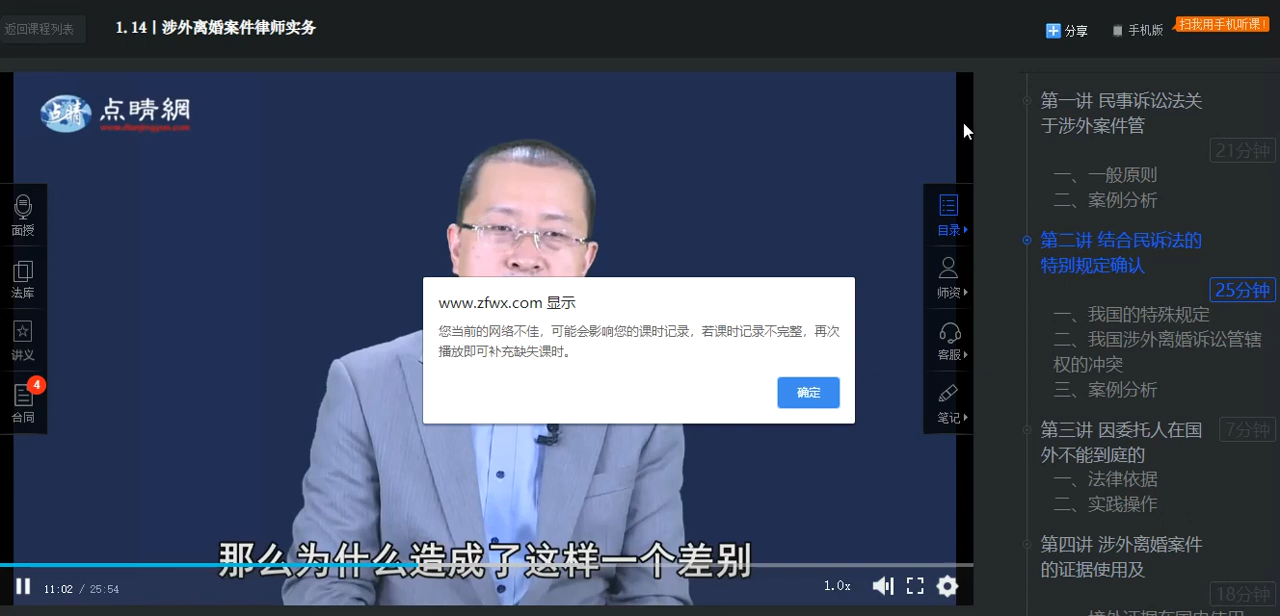 返回课程列表
1. 14丨涉外离婚案件律师实务
分享
手机版
扫我用手机听课!
点睛網
面授
法库
讲义
4
合同
目录
师资
客服
笔记
www.zfwx.com 显示
您当前的网络不佳，可能会影响您的课时记录，若课时记录不完整，再次
播放即可补充缺失课时。
确定
那么为什么造成了这样一个差别
11:02 / 25:54
1.0x
第一讲 民事诉讼法关
于涉外案件管
21分钟
一、一般原则
二、案例分析
第二讲 结合民诉法的
特别规定确认
25分钟
一、我国的特殊规定
二、我国涉外离婚诉讼管辖
权的冲突
三、案例分析
第三讲 因委托人在国
7分钟
外不能到庭的
一、法律依据
二、实践操作
第四讲 涉外离婚案件
的证据使用及
18分钟